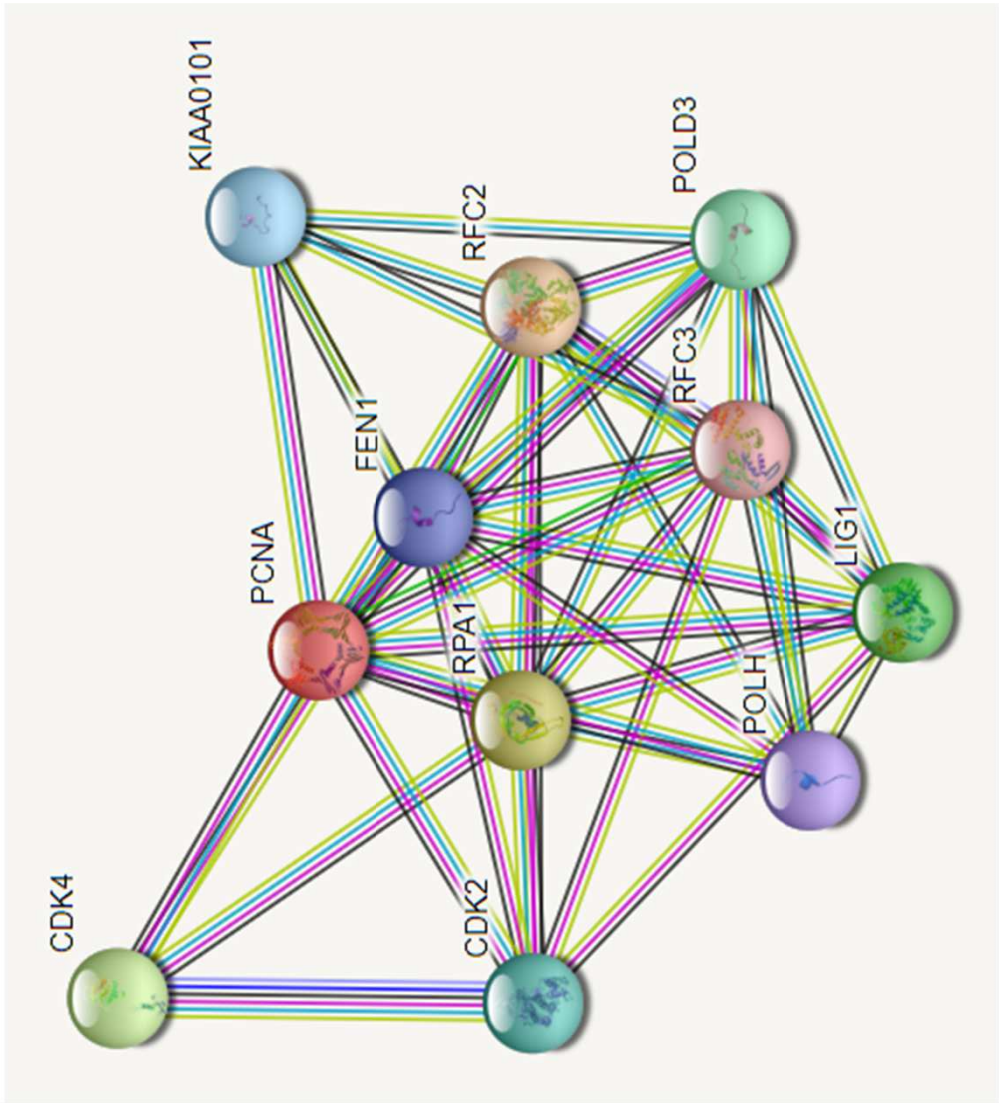 KIAA0101
POLD3
RFC2
RFC3
FEN1
LIG1
PCNA
RPA1
POLH
CDK4
CDK2